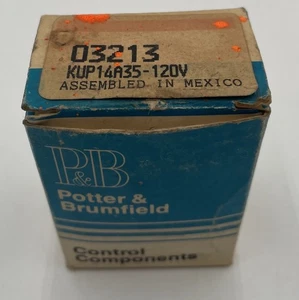 03213
KUP14A35-120V
ASSEMBLED IN MEXICO
P&B
Potter &
Brumfield
Control
Components